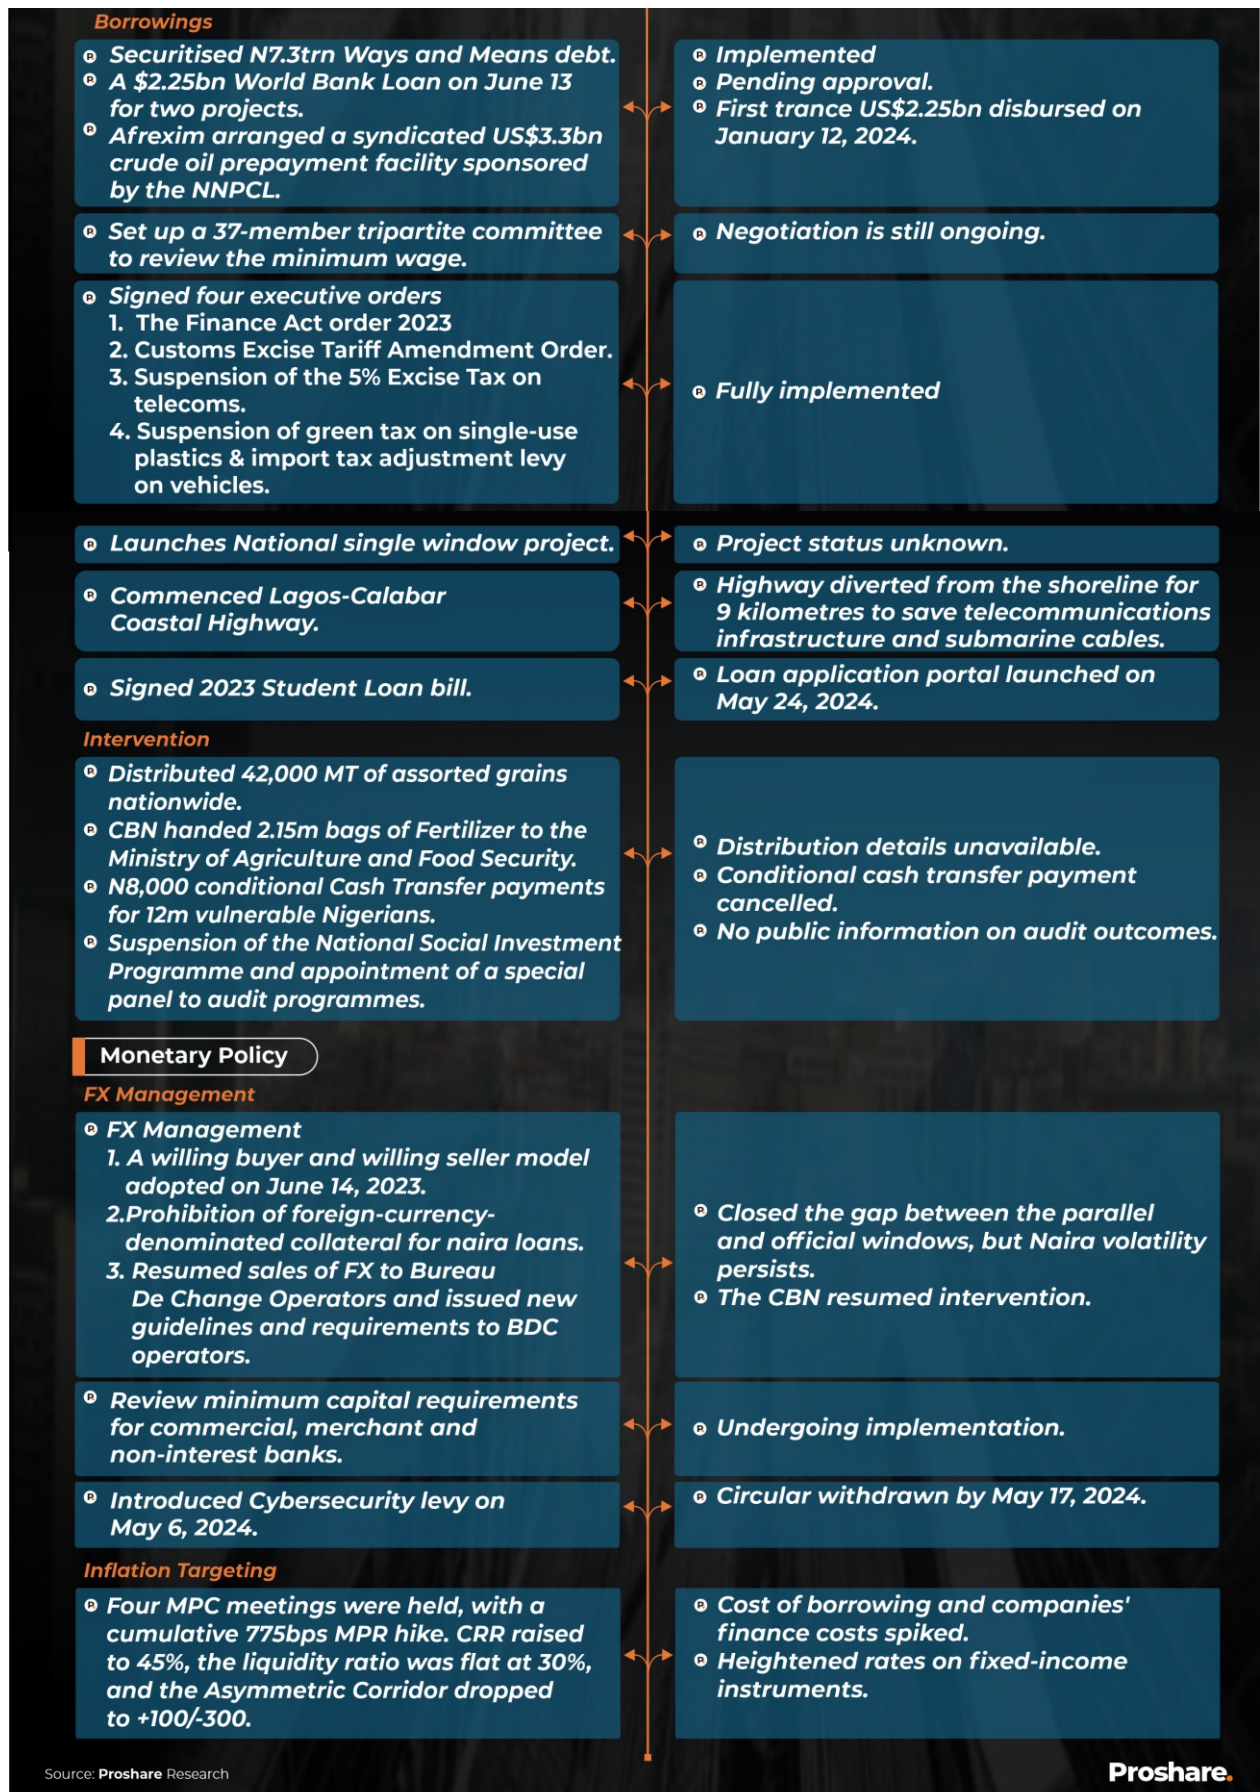 Borrowings
Securitised N7.3trn Ways and Means debt.
A $2.25bn World Bank Loan on June 13
for two projects.
Afrexim arranged a syndicated US$3.3bn
crude oil prepayment facility sponsored
by the NNPCL.
Implemented
Pending approval.
First trance US$2.25bn disbursed on
January 12, 2024.
Set up a 37-member tripartite committee
to review the minimum wage.
Negotiation is still ongoing.
Signed four executive orders
1. The Finance Act order 2023
2. Customs Excise Tariff Amendment Order.
3. Suspension of the 5% Excise Tax on
telecoms.
4. Suspension of green tax on single-use
plastics & import tax adjustment levy
on vehicles.
Fully implemented
Launches National single window project.
Project status unknown.
Commenced Lagos-Calabar
Coastal Highway.
Highway diverted from the shoreline for
9 kilometres to save telecommunications
infrastructure and submarine cables.
Signed 2023 Student Loan bill.
Loan application portal launched on
May 24, 2024.
Intervention
Distributed 42,000 MT of assorted grains
nationwide.
CBN handed 2.15m bags of Fertilizer to the
Ministry of Agriculture and Food Security.
N8,000 conditional Cash Transfer payments
for 12m vulnerable Nigerians.
Suspension of the National Social Investment
Programme and appointment of a special
panel to audit programmes.
Distribution details unavailable.
Conditional cash transfer payment
cancelled.
No public information on audit outcomes.
Monetary Policy
FX Management
FX Management
1. A willing buyer and willing seller model
adopted on June 14, 2023.
2.Prohibition of foreign-currency-
denominated collateral for naira loans.
3. Resumed sales of FX to Bureau
De Change Operators and issued new
guidelines and requirements to BDC
operators.
Closed the gap between the parallel
and official windows, but Naira volatility
persists.
The CBN resumed intervention.
Review minimum capital requirements
for commercial, merchant and
non-interest banks.
Undergoing implementation.
Introduced Cybersecurity levy on
May 6, 2024.
Circular withdrawn by May 17, 2024.
Inflation Targeting
Four MPC meetings were held, with a
cumulative 775bps MPR hike. CRR raised
to 45%, the liquidity ratio was flat at 30%,
and the Asymmetric Corridor dropped
to +100/-300.
Cost of borrowing and companies'
finance costs spiked.
Heightened rates on fixed-income
instruments.
Source: Proshare Research
Proshare.